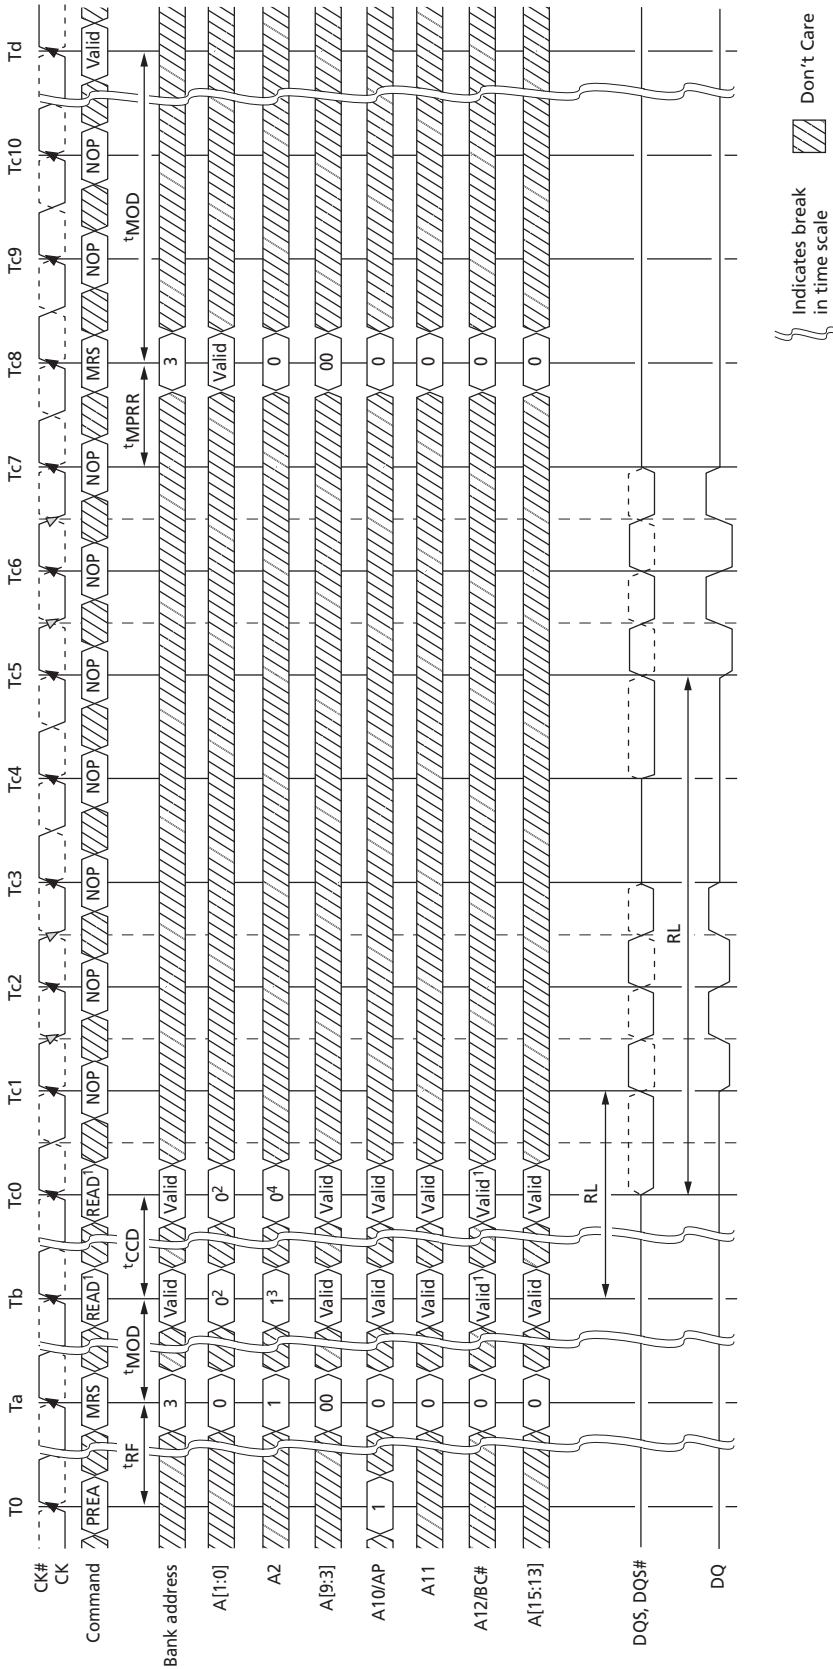 T0 Ta Tb Tc0 Tc1 Tc2 Tc3 Tc4 Tc5 Tc6 Tc7 Tc8 Tc9 Tc10 Td
CK#
CK
Command PREA MRS READ¹ READ¹ NOP NOP NOP NOP NOP NOP NOP MRS NOP NOP Valid
tRF tMOD tCCD tMPRR tMOD
Bank address 3 Valid Valid 3
A[1:0] 0 0² 0² Valid
A2 1 1³ 0⁴ 0
A[9:3] 00 Valid Valid 00
A10/AP 1 0 Valid Valid 0
A11 0 Valid Valid 0
A12/BC# 0 Valid¹ Valid¹ 0
A[15:13] 0 Valid Valid 0
RL
DQS, DQS#
RL
DQ
Indicates break
in time scale
Don't Care